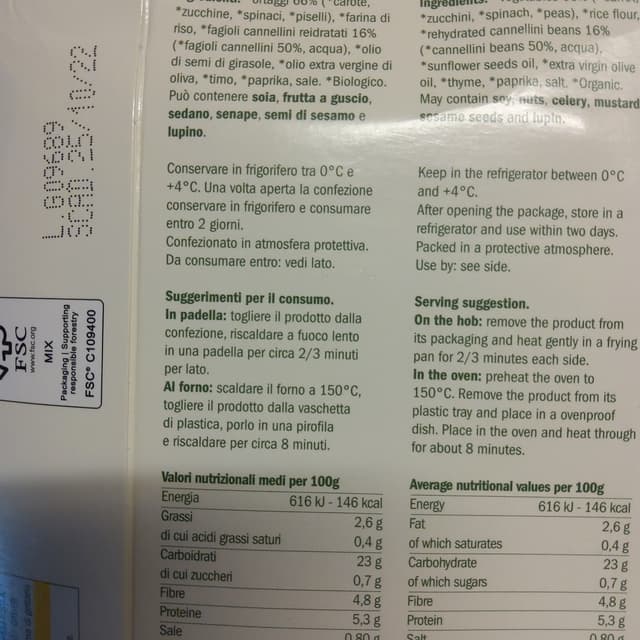 *zucchine, *spinaci, *piselli), *farina di
riso, *fagioli cannellini reidratati 16%
(*fagioli cannellini 50%, acqua), *olio
di semi di girasole, *olio extra vergine di
oliva, *timo, *paprika, sale. *Biologico.
Può contenere soia, frutta a guscio,
sedano, senape, semi di sesamo e
lupino.
Conservare in frigorifero tra 0°C e
+4°C. Una volta aperta la confezione
conservare in frigorifero e consumare
entro 2 giorni.
Confezionato in atmosfera protettiva.
Da consumare entro: vedi lato.
Suggerimenti per il consumo.
In padella: togliere il prodotto dalla
confezione, riscaldare a fuoco lento
in una padella per circa 2/3 minuti
per lato.
Al forno: scaldare il forno a 150°C,
togliere il prodotto dalla vaschetta
di plastica, porlo in una pirofila
e riscaldare per circa 8 minuti.
Valori nutrizionali medi per 100g
Energia 616 kJ - 146 kcal
Grassi 2,6 g
di cui acidi grassi saturi 0,4 g
Carboidrati 23 g
di cui zuccheri 0,7 g
Fibre 4,8 g
Proteine 5,3 g
Sale 0,80 g
*zucchini, *spinach, *peas), *rice flour,
*rehydrated cannellini beans 16%
(*cannellini beans 50%, acqua),
*sunflower seeds oil, *extra virgin olive
oil, *thyme, *paprika, salt. *Organic.
May contain soy, nuts, celery, mustard
sesame seeds and lupin.
Keep in the refrigerator between 0°C
and +4°C.
After opening the package, store in a
refrigerator and use within two days.
Packed in a protective atmosphere.
Use by: see side.
Serving suggestion.
On the hob: remove the product from
its packaging and heat gently in a frying
pan for 2/3 minutes each side.
In the oven: preheat the oven to
150°C. Remove the product from its
plastic tray and place in a ovenproof
dish. Place in the oven and heat through
for about 8 minutes.
Average nutritional values per 100g
Energy 616 kJ - 146 kcal
Fat 2,6 g
of which saturates 0,4 g
Carbohydrate 23 g
of which sugars 0,7 g
Fibre 4,8 g
Protein 5,3 g
Salt 0,80 g
L.G09689
SCAD.25/10/22
FSC
www.fsc.org
MIX
Packaging | Supporting
responsible forestry
FSC® C109400